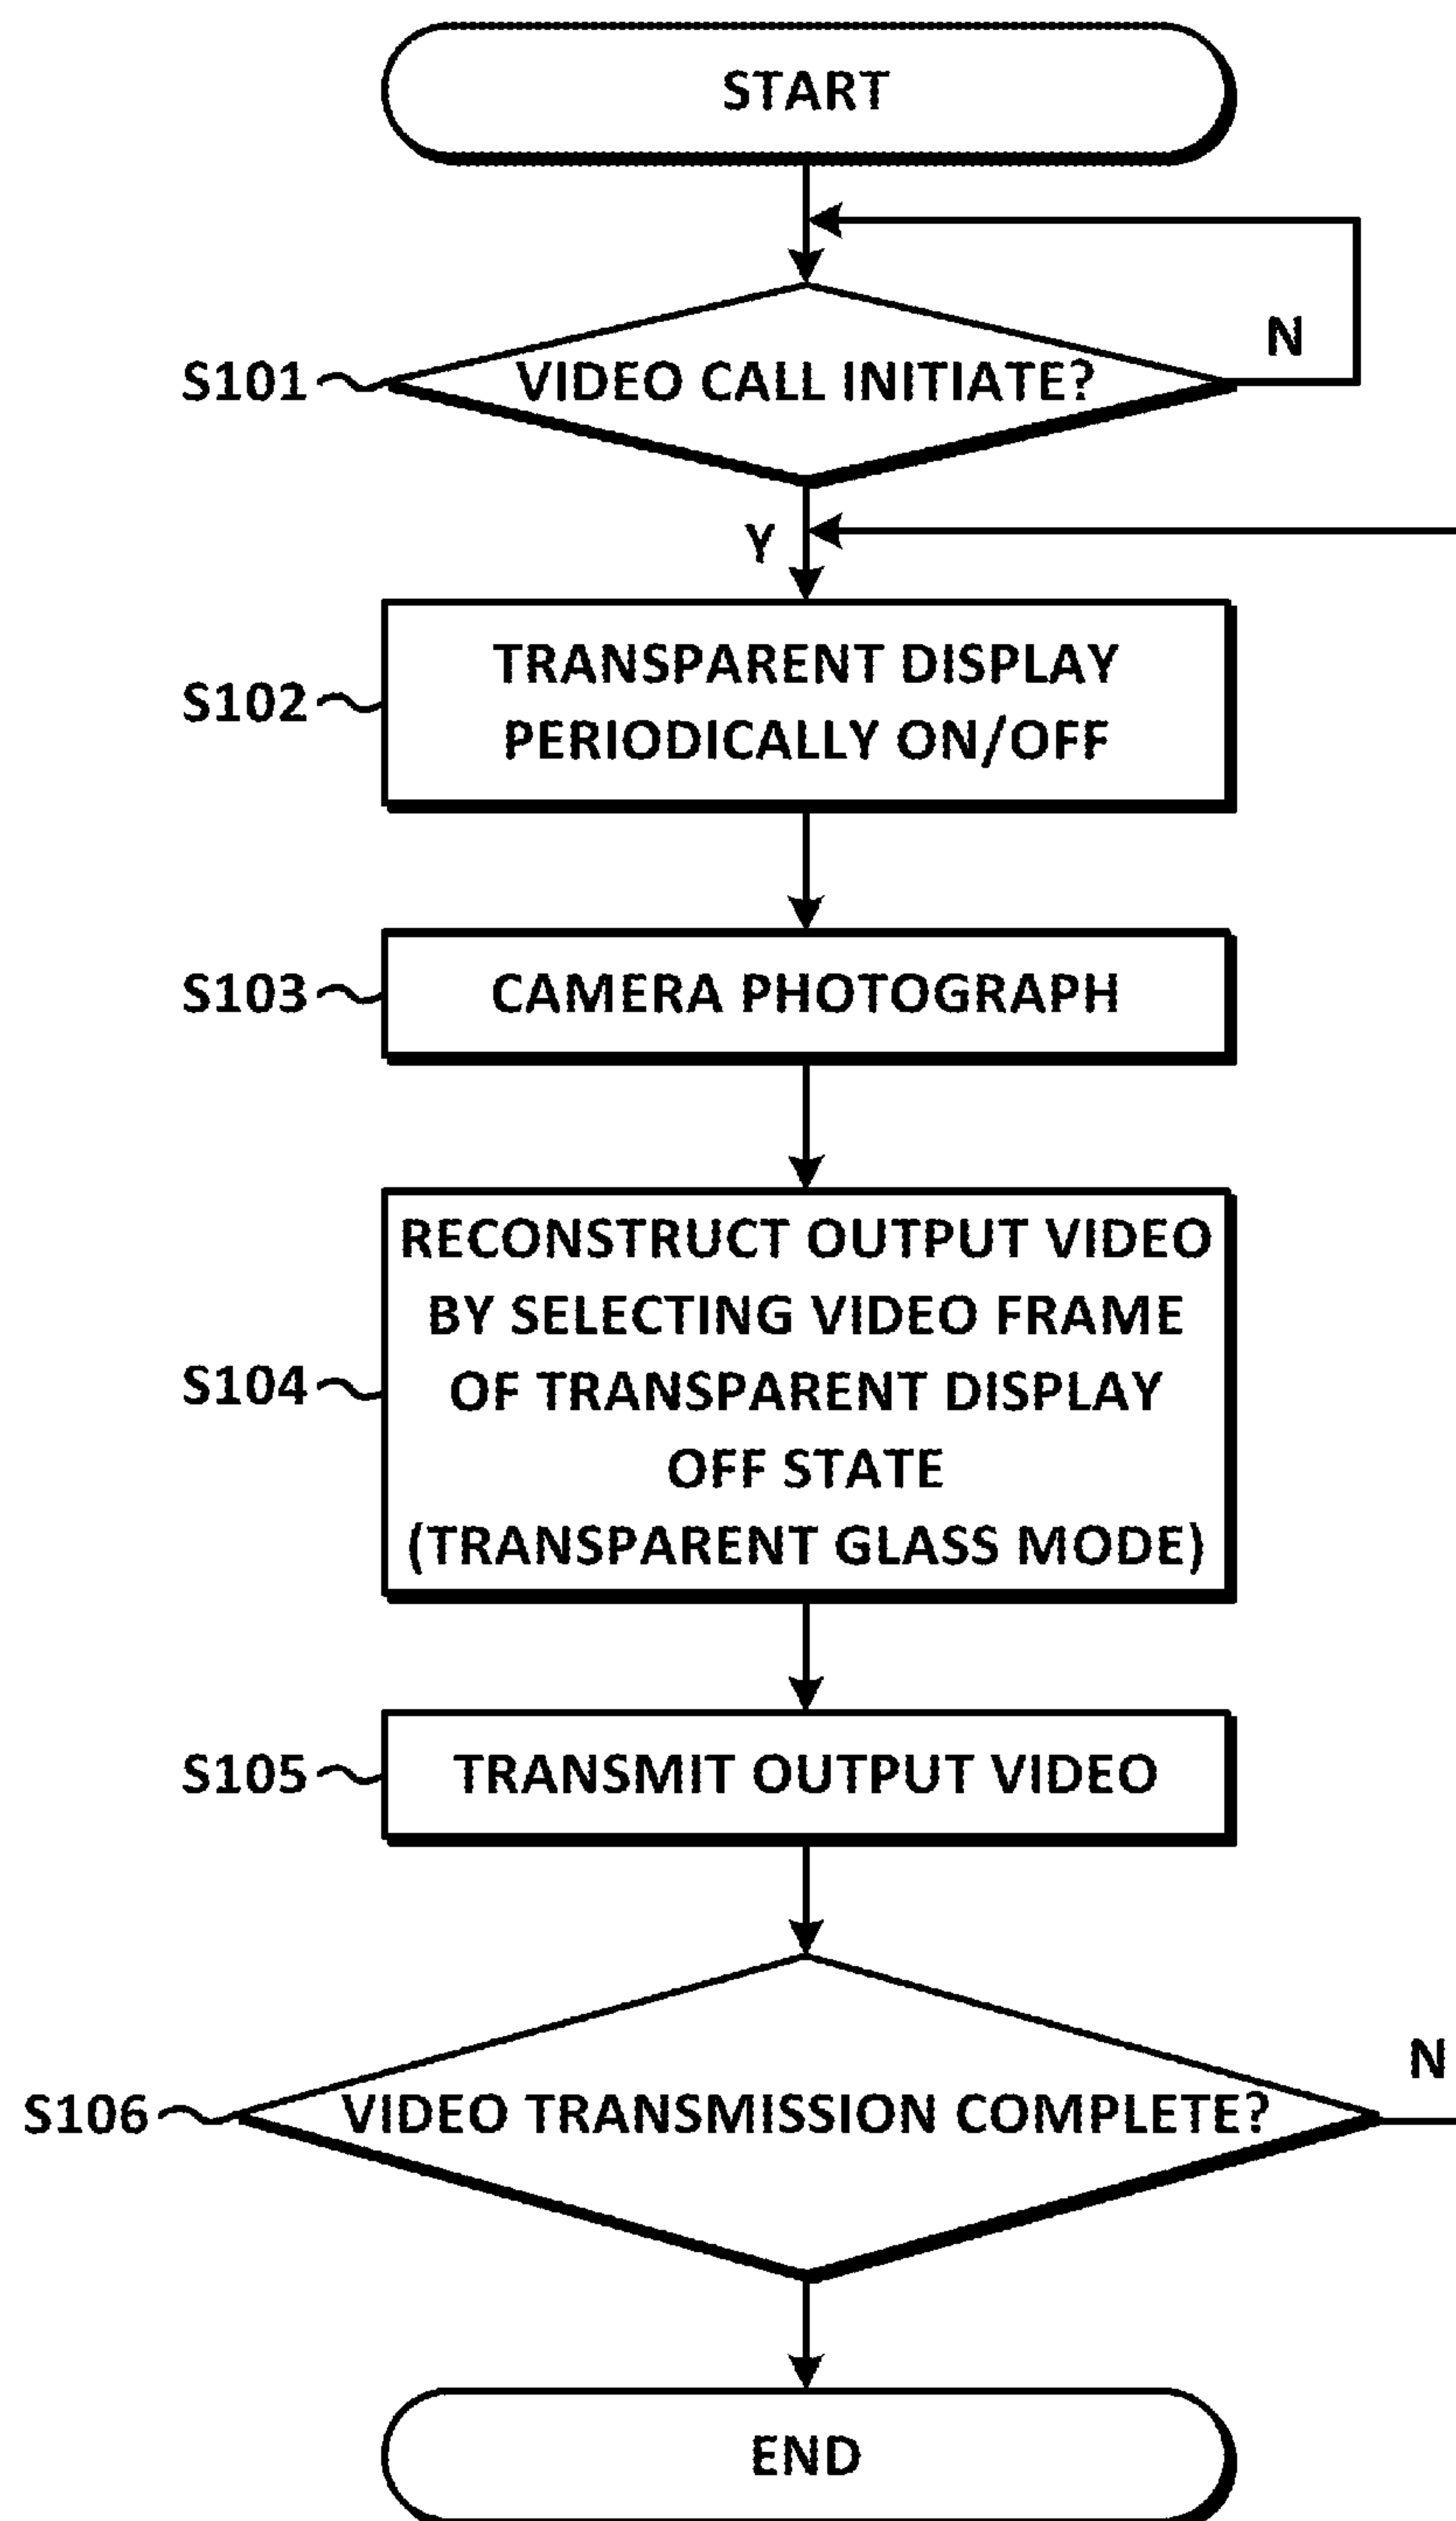 START
N
S101
VIDEO CALL INITIATE?
Y
S102
TRANSPARENT DISPLAY
PERIODICALLY ON/OFF
S103
CAMERA PHOTOGRAPH
RECONSTRUCT OUTPUT VIDEO
BY SELECTING VIDEO FRAME
S104
OF TRANSPARENT DISPLAY
OFF STATE
(TRANSPARENT GLASS MODE)
S105
TRANSMIT OUTPUT VIDEO
N
S106
VIDEO TRANSMISSION COMPLETE?
END